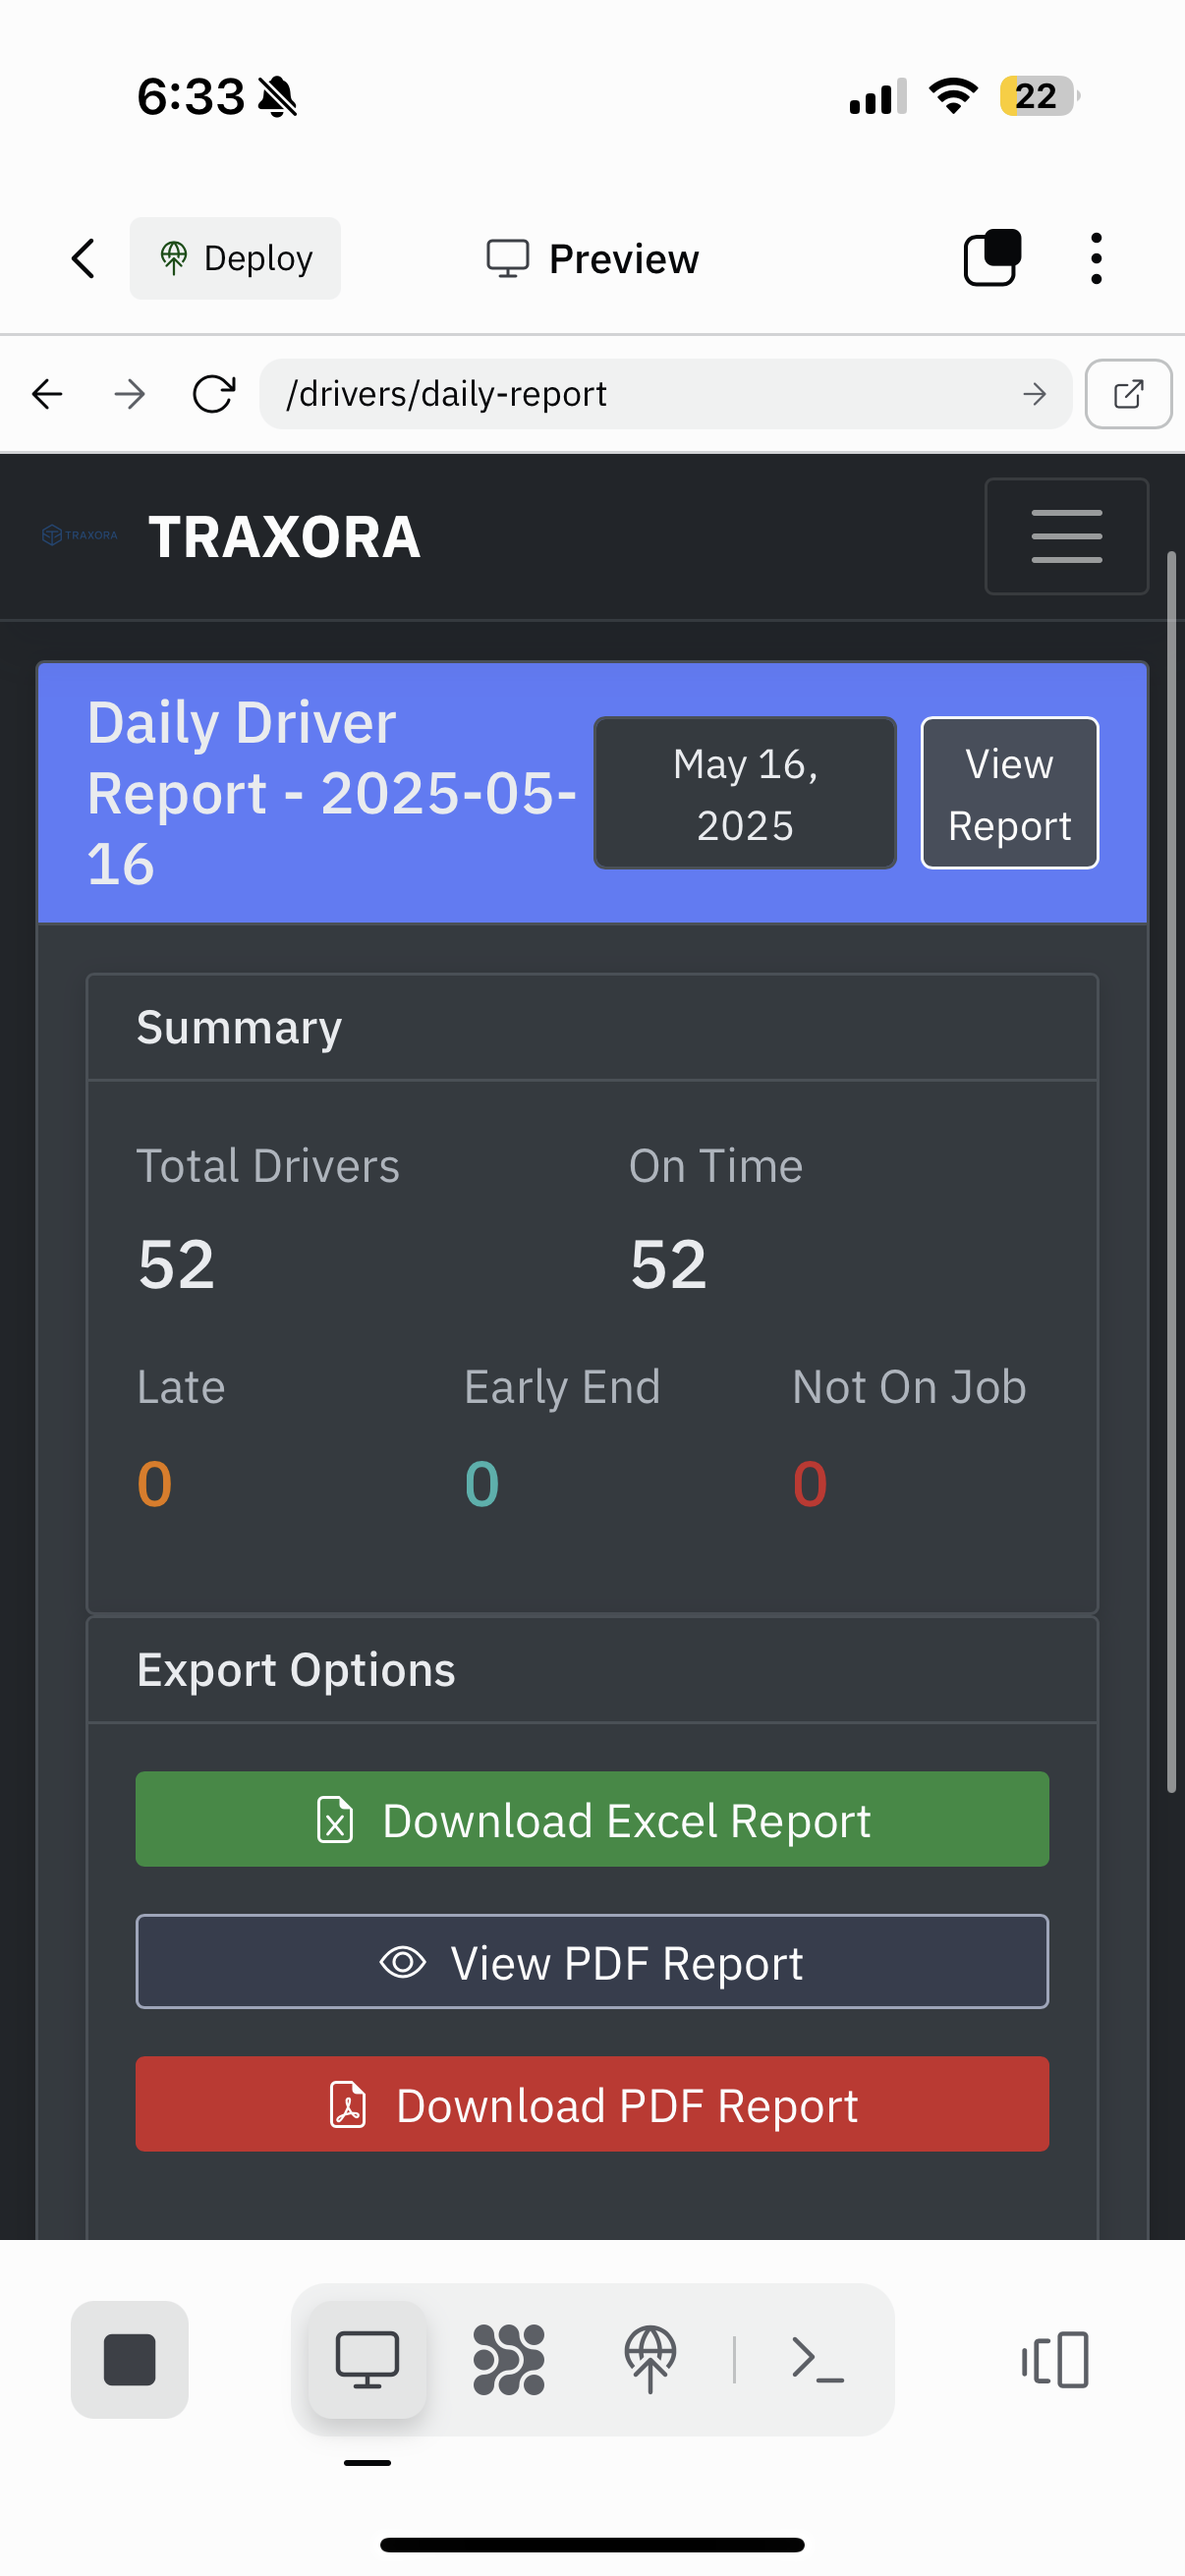 6:33
22
Deploy
Preview
/drivers/daily-report
TRAXORA
TRAXORA
Daily Driver
Report - 2025-05-
16
May 16,
2025
View
Report
Summary
Total Drivers
On Time
52
52
Late
Early End
Not On Job
0
0
0
Export Options
Download Excel Report
View PDF Report
Download PDF Report